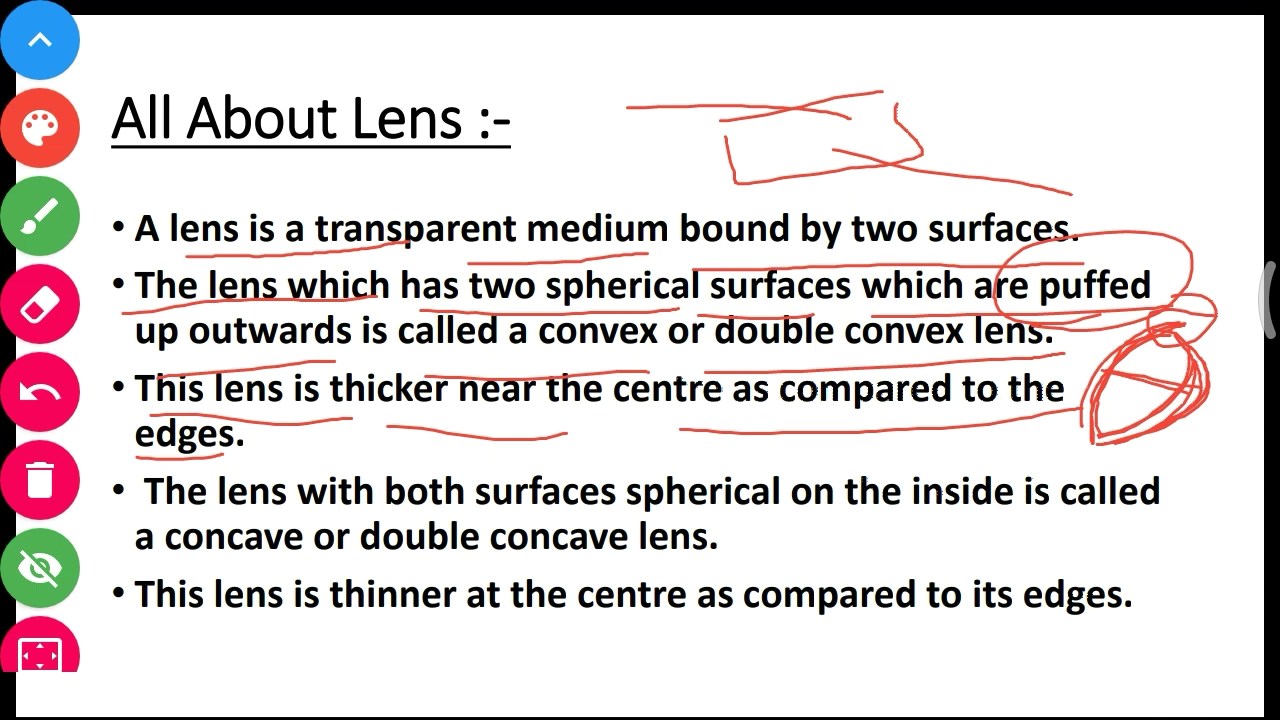 All About Lens :-
• A lens is a transparent medium bound by two surfaces.
• The lens which has two spherical surfaces which are puffed
up outwards is called a convex or double convex lens.
• This lens is thicker near the centre as compared to the
edges.
• The lens with both surfaces spherical on the inside is called
a concave or double concave lens.
• This lens is thinner at the centre as compared to its edges.